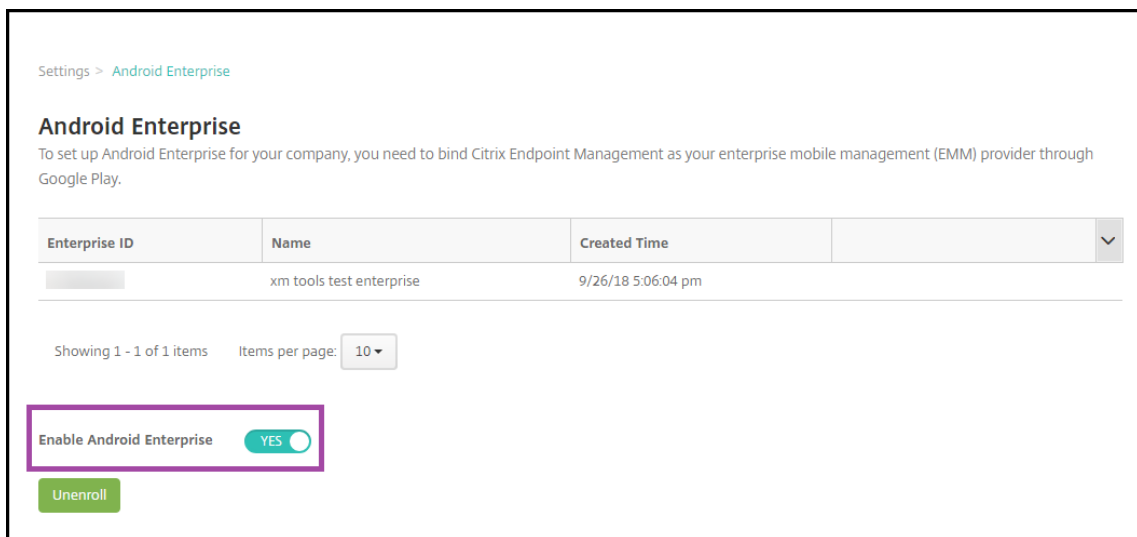 Settings > Android Enterprise
Android Enterprise
To set up Android Enterprise for your company, you need to bind Citrix Endpoint Management as your enterprise mobile management (EMM) provider through
Google Play.
Enterprise ID Name Created Time
xm tools test enterprise 9/26/18 5:06:04 pm
Showing 1 - 1 of 1 items Items per page: 10
Enable Android Enterprise YES
Unenroll